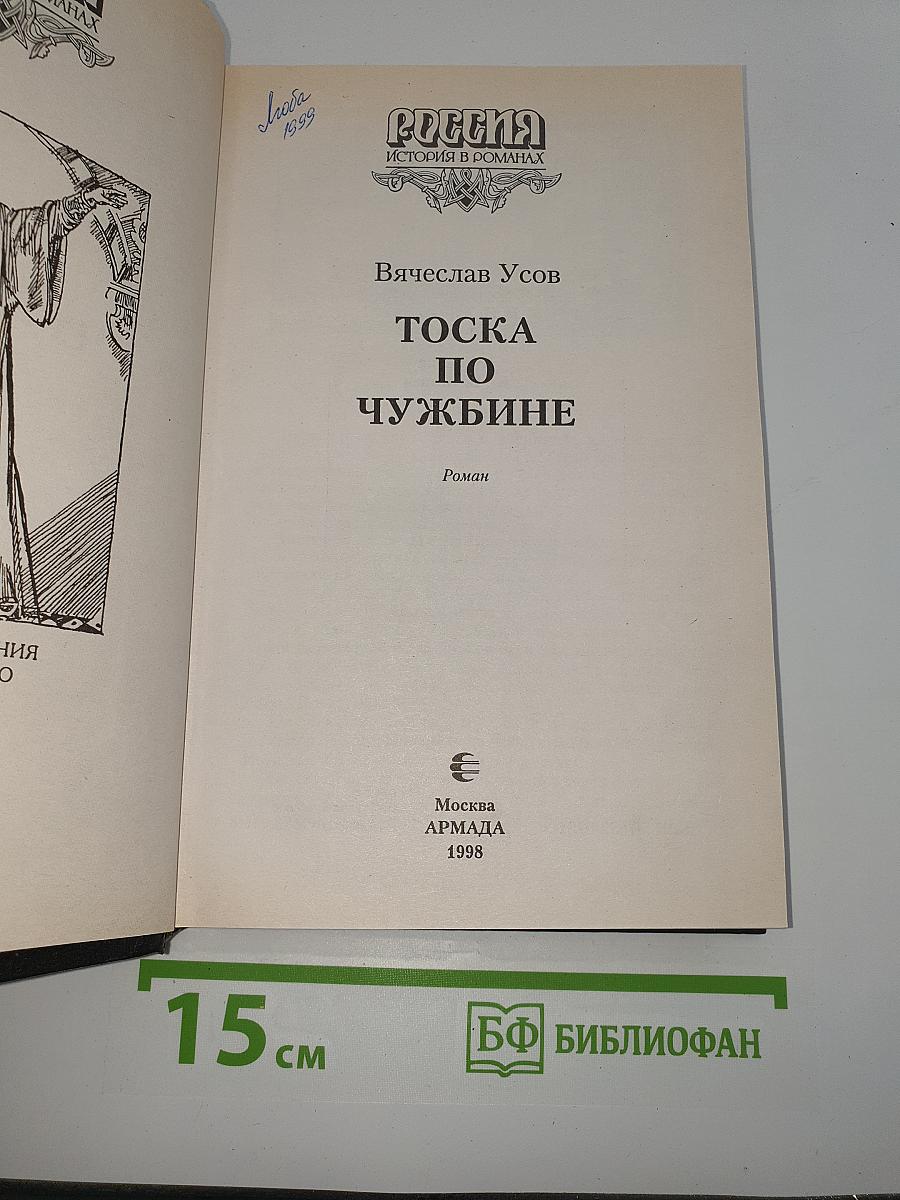 МАНАХ
НИЯ
О
Люба
1999
РОССИЯ
ИСТОРИЯ В РОМАНАХ
Вячеслав Усов
ТОСКА
ПО
ЧУЖБИНЕ
Роман
Москва
АРМАДА
1998
15 см
БФ БИБЛИОФАН